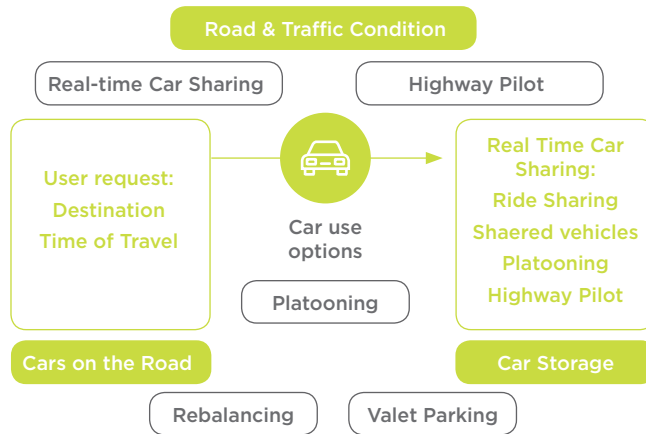 Road & Traffic Condition
Real-time Car Sharing
Highway Pilot
User request:
Destination
Time of Travel
Car use
options
Real Time Car
Sharing:
Ride Sharing
Shaered vehicles
Platooning
Highway Pilot
Platooning
Cars on the Road
Car Storage
Rebalancing
Valet Parking